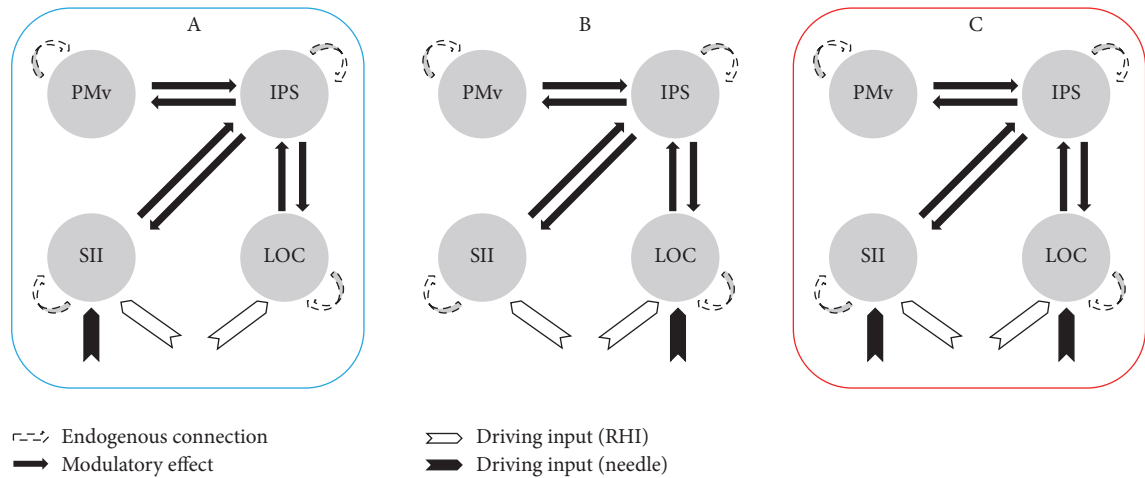 A B C
PMv IPS PMv IPS PMv IPS
SII LOC SII LOC SII LOC
Endogenous connection Driving input (RHI)
Modulatory effect Driving input (needle)